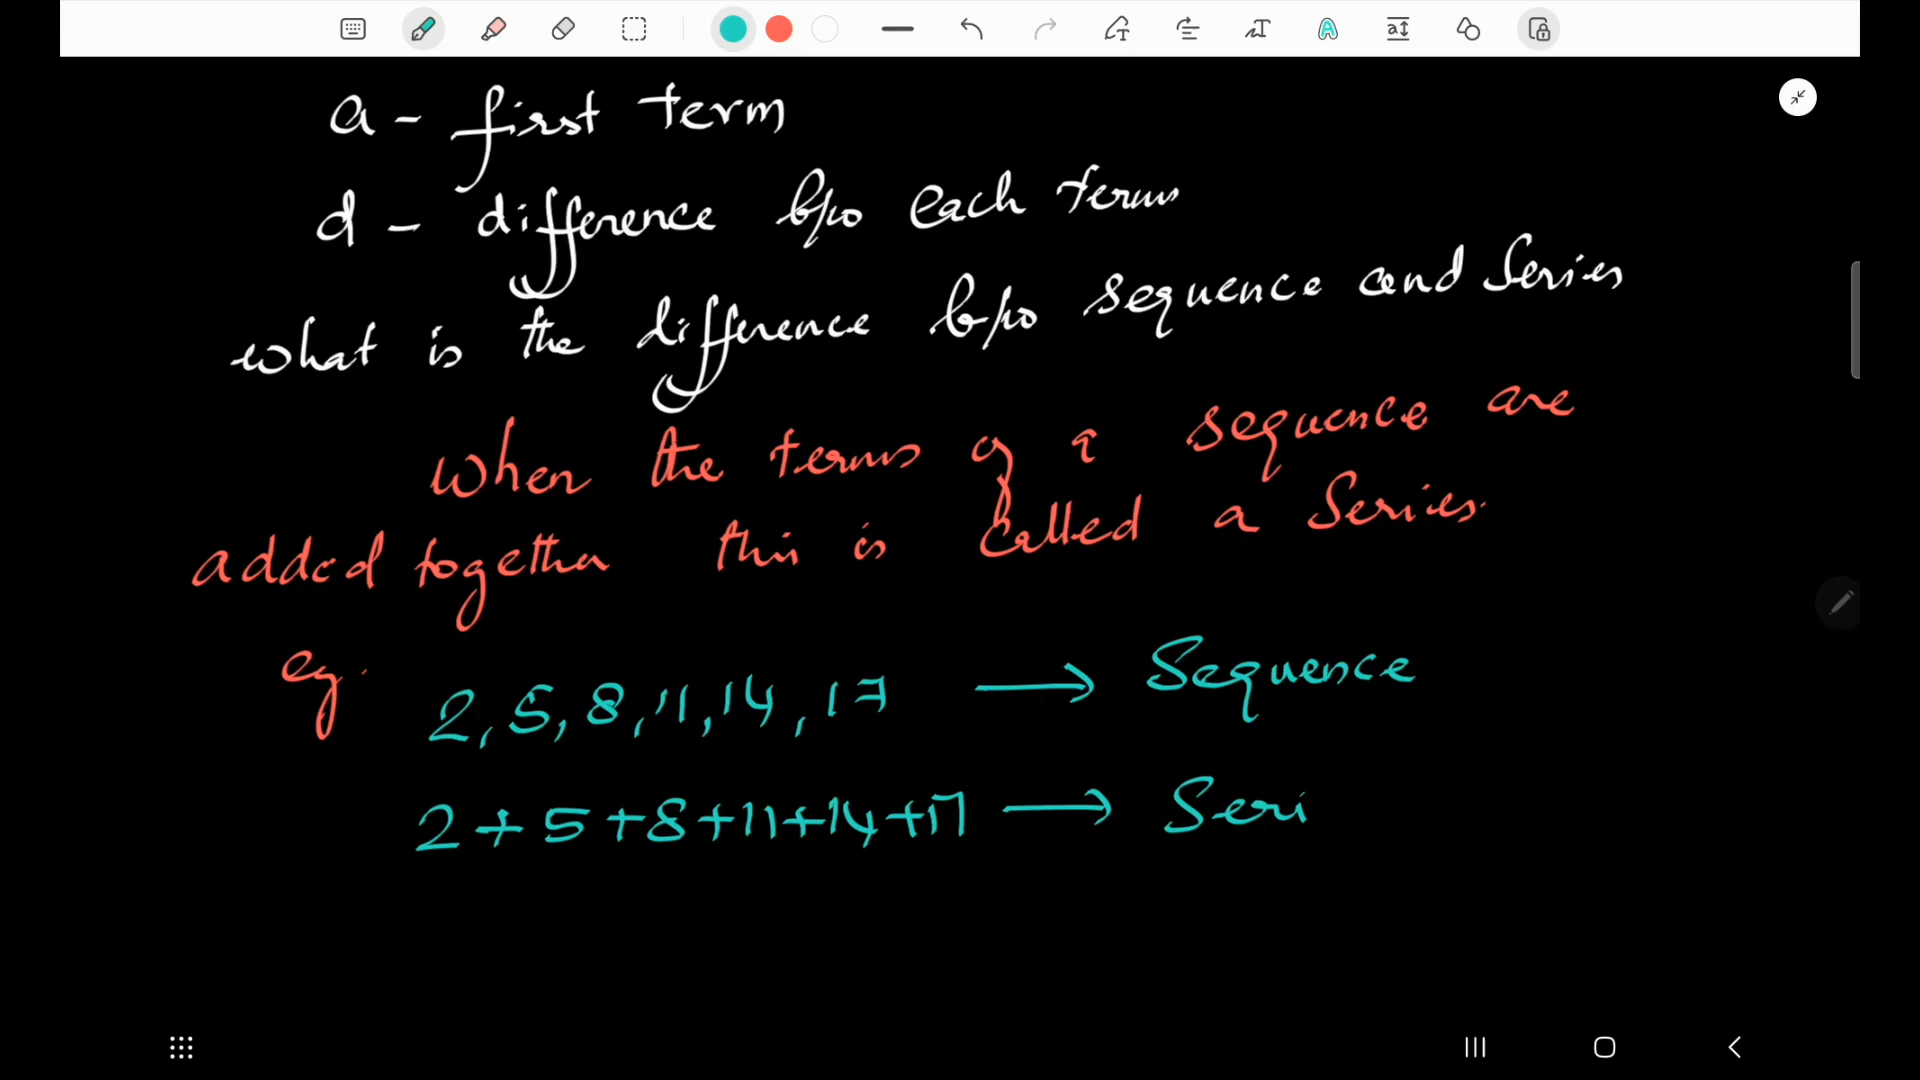 a - first term
d - difference b/w each terms
what is the difference b/w sequence and Series
When the terms of a sequence are
added together this is called a Series.
eg. 2, 5, 8, 11, 14, 17 → Sequence
2 + 5 + 8 + 11 + 14 + 17 → Seri